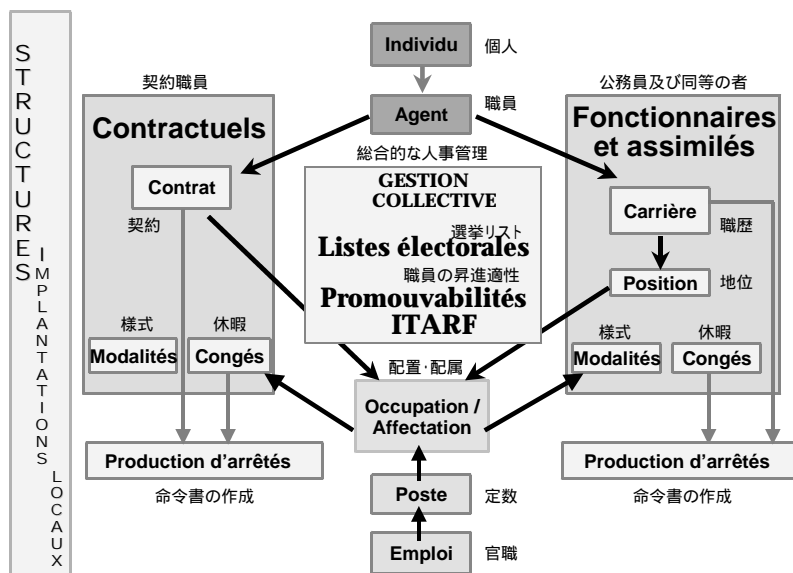 STRUCTURES
IMPLANTATIONS
LOCAUX
Individu 個人
Agent 職員
契約職員
Contractuels
Contrat
契約
様式 休暇
Modalités Congés
Production d'arrêtés
命令書の作成
総合的な人事管理
GESTION
COLLECTIVE
選挙リスト
Listes électorales
職員の昇進適性
Promouvabilités
ITARF
配置・配属
Occupation /
Affectation
Poste 定数
Emploi 官職
公務員及び同等の者
Fonctionnaires
et assimilés
Carrière
職歴
Position 地位
様式 休暇
Modalités Congés
Production d'arrêtés
命令書の作成